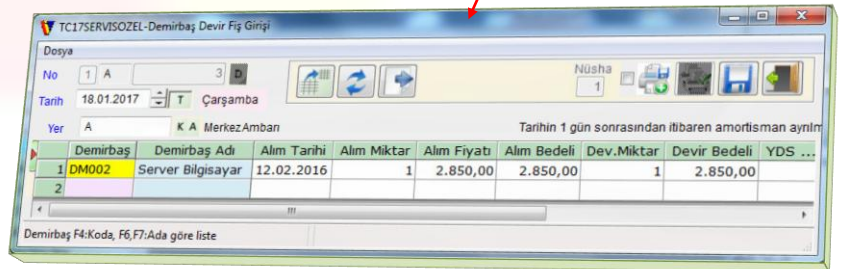 TC17SERVISOZEL-Demirbaş Devir Fiş Girişi
Dosya
No 1 A 3 D Nüsha 1
Tarih 18.01.2017 T Çarşamba
Yer A K A Merkez Ambarı Tarihin 1 gün sonrasından itibaren amortisman ayrılm
Demirbaş Demirbaş Adı Alım Tarihi Alım Miktar Alım Fiyatı Alım Bedeli Dev.Miktar Devir Bedeli YDS ...
1 DM002 Server Bilgisayar 12.02.2016 1 2.850,00 2.850,00 1 2.850,00
2
Demirbaş F4:Koda, F6,F7:Ada göre liste